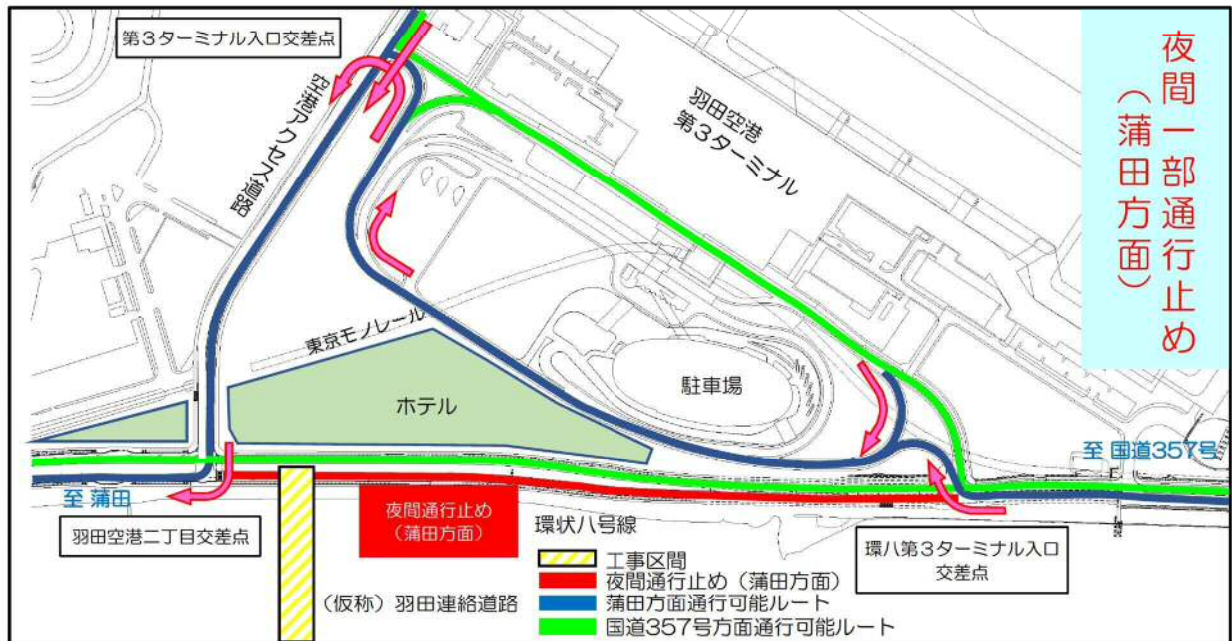 夜間一部通行止め
（蒲田方面）
第３ターミナル入口交差点
空港アクセス道路
羽田空港
第３ターミナル
東京モノレール
ホテル
駐車場
至 国道357号
至 蒲田
羽田空港二丁目交差点
夜間通行止め
（蒲田方面）
環状八号線
環八第３ターミナル入口
交差点
（仮称）羽田連絡道路
工事区間
夜間通行止め（蒲田方面）
蒲田方面通行可能ルート
国道357号方面通行可能ルート